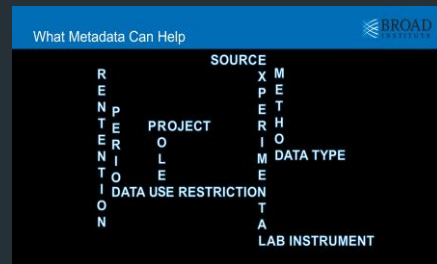 What Metadata Can Help
BROAD
INSTITUTE
SOURCE
RENTENTION
PERIOD
PROJECT
ROLE
EXPERIMENTAL
METHOD
DATA TYPE
DATA USE RESTRICTION
LAB INSTRUMENT